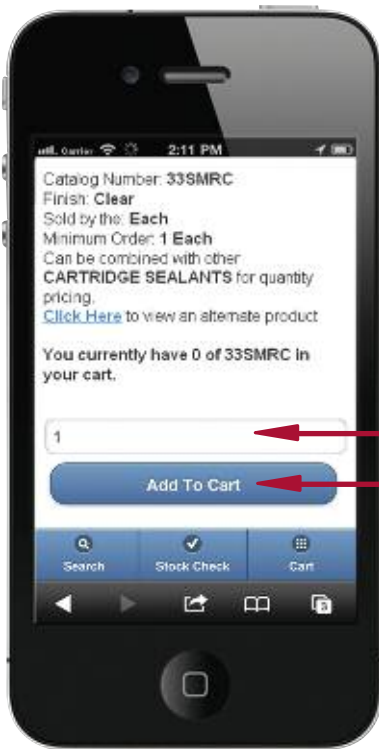 Carrier 2:11 PM
Catalog Number: 33SMRC
Finish: Clear
Sold by the: Each
Minimum Order: 1 Each
Can be combined with other
CARTRIDGE SEALANTS for quantity
pricing.
Click Here to view an alternate product
You currently have 0 of 33SMRC in
your cart.
1
Add To Cart
Search Stock Check Cart
3